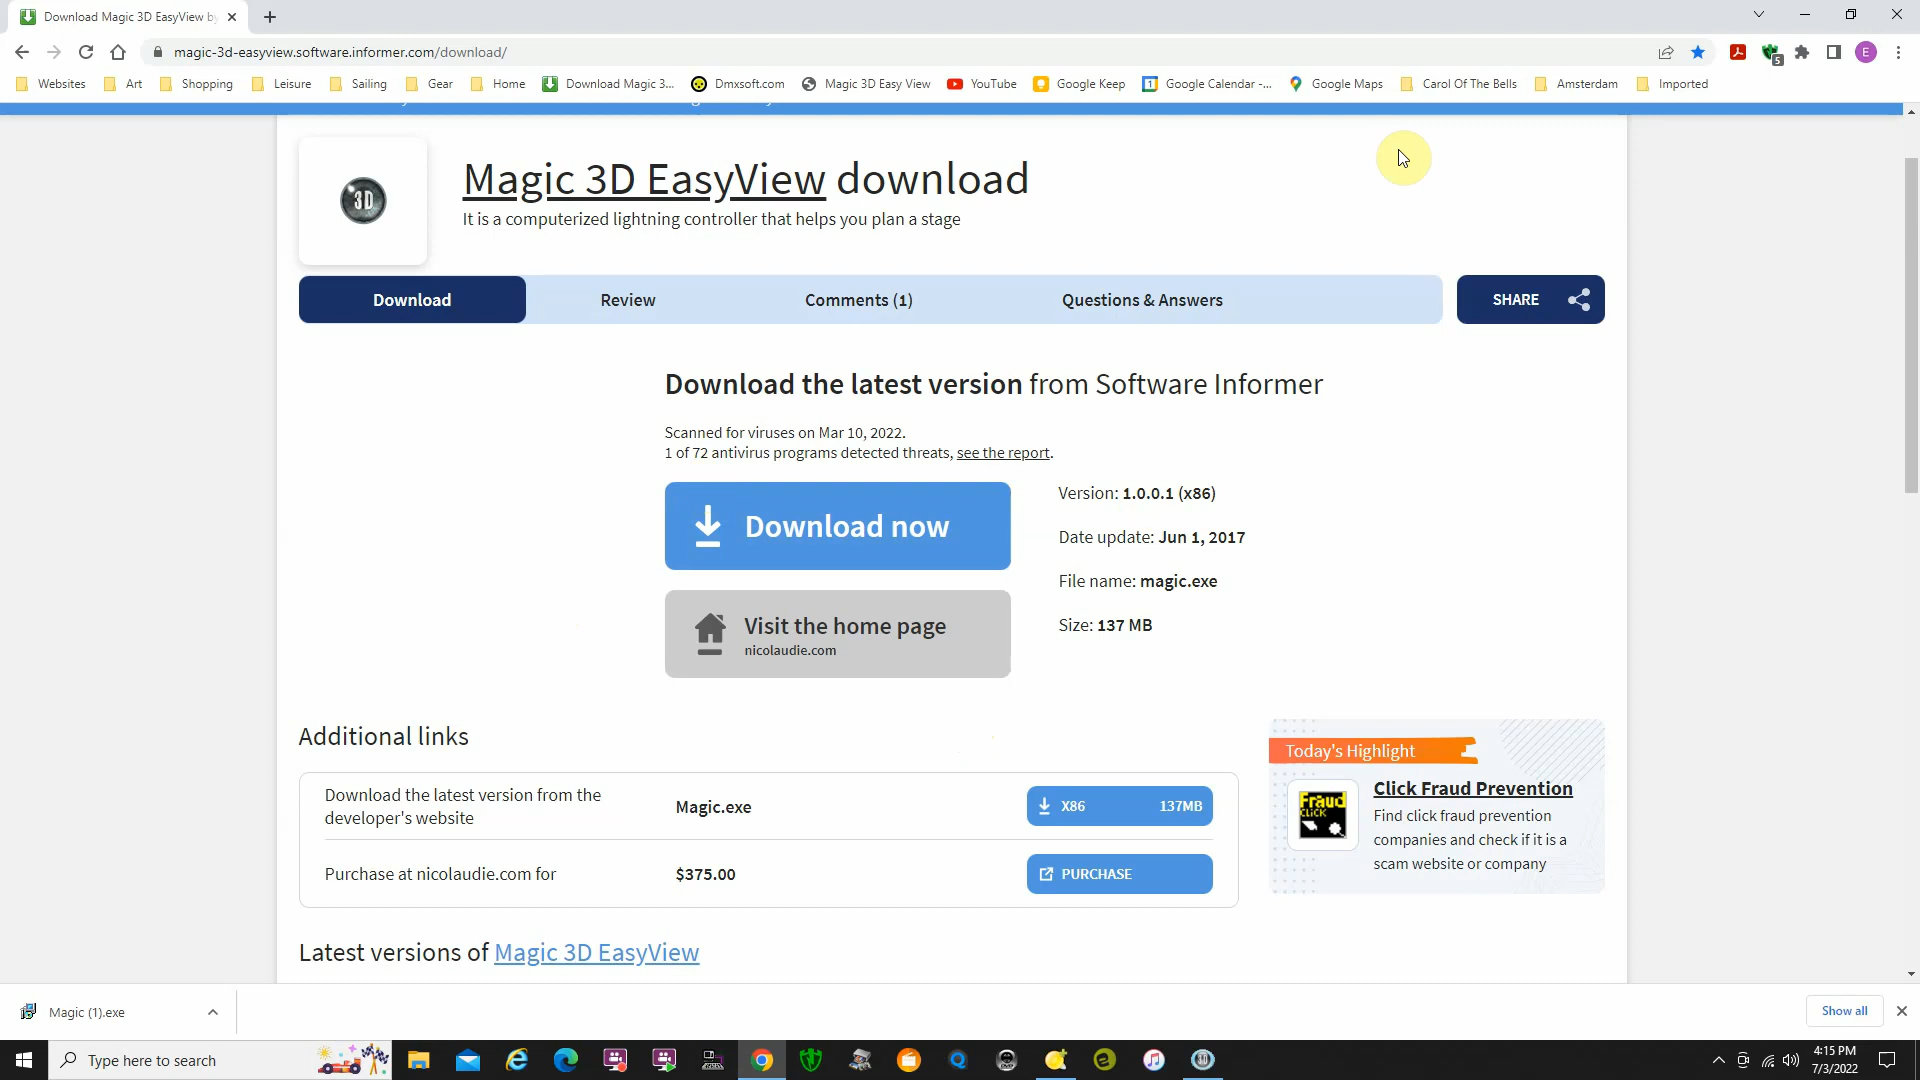 Download Magic 3D EasyView by
magic-3d-easyview.software.informer.com/download/
5
E
Websites
Art
Shopping
Leisure
Sailing
Gear
Home
Download Magic 3...
Dmxsoft.com
Magic 3D Easy View
YouTube
Google Keep
1
Google Calendar -...
Google Maps
Carol Of The Bells
Amsterdam
Imported
3D
Magic 3D EasyView download
It is a computerized lightning controller that helps you plan a stage
Download
Review
Comments (1)
Questions & Answers
SHARE
Download the latest version from Software Informer
Scanned for viruses on Mar 10, 2022.
1 of 72 antivirus programs detected threats, see the report.
Download now
Version: 1.0.0.1 (x86)
Date update: Jun 1, 2017
File name: magic.exe
Size: 137 MB
Visit the home page
nicolaudie.com
Additional links
Download the latest version from the
developer's website
Magic.exe
X86 137MB
Purchase at nicolaudie.com for
$375.00
PURCHASE
Today's Highlight
Fraud
CLICK
Click Fraud Prevention
Find click fraud prevention
companies and check if it is a
scam website or company
Latest versions of Magic 3D EasyView
Magic (1).exe
Show all
Type here to search
4:15 PM
7/3/2022